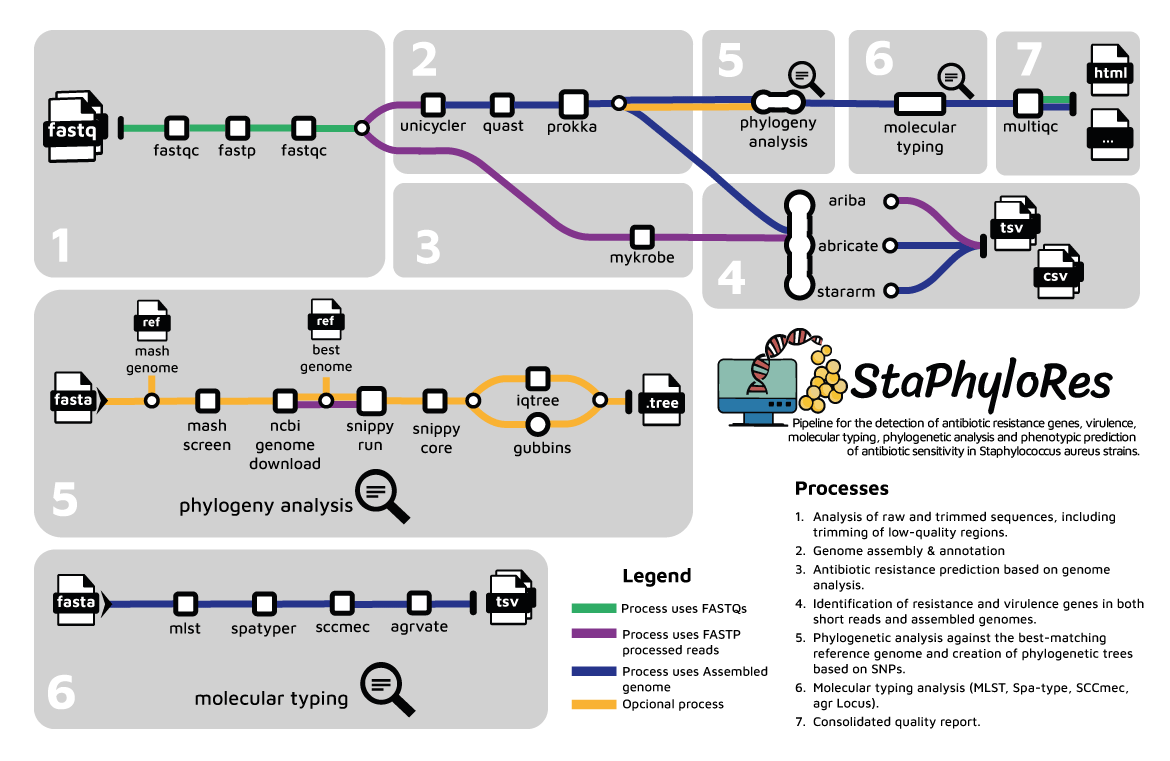 1
fastq
fastqc
fastp
fastqc
2
unicycler
quast
prokka
5
phylogeny
analysis
6
molecular
typing
7
multiqc
html
...
3
mykrobe
4
ariba
abricate
stararm
tsv
csv
5
fasta
ref
mash
genome
mash
screen
ncbi
genome
download
ref
best
genome
snippy
run
snippy
core
iqtree
gubbins
.tree
phylogeny analysis
StaPhyloRes
Pipeline for the detection of antibiotic resistance genes, virulence,
molecular typing, phylogenetic analysis and phenotypic prediction
of antibiotic sensitivity in Staphylococcus aureus strains.
6
fasta
mlst
spatyper
sccmec
agrvate
tsv
molecular typing
Legend
Process uses FASTQs
Process uses FASTP
processed reads
Process uses Assembled
genome
Opcional process
Processes
1. Analysis of raw and trimmed sequences, including
trimming of low-quality regions.
2. Genome assembly & annotation
3. Antibiotic resistance prediction based on genome
analysis.
4. Identification of resistance and virulence genes in both
short reads and assembled genomes.
5. Phylogenetic analysis against the best-matching
reference genome and creation of phylogenetic trees
based on SNPs.
6. Molecular typing analysis (MLST, Spa-type, SCCmec,
agr Locus).
7. Consolidated quality report.